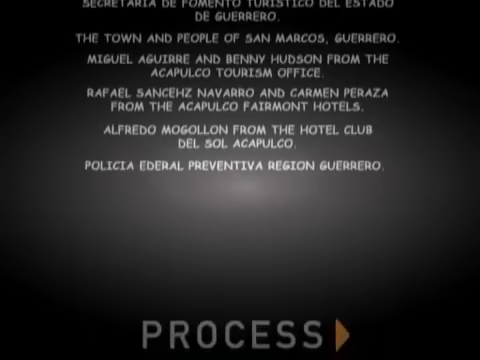 SECRETARIA DE FOMENTO TURISTICO DEL ESTADO
DE GUERRERO.
THE TOWN AND PEOPLE OF SAN MARCOS, GUERRERO.
MIGUEL AGUIRRE AND BENNY HUDSON FROM THE
ACAPULCO TOURISM OFFICE.
RAFAEL SANCEHZ NAVARRO AND CARMEN PERAZA
FROM THE ACAPULCO FAIRMONT HOTELS.
ALFREDO MOGOLLON FROM THE HOTEL CLUB
DEL SOL ACAPULCO.
POLICIA EDERAL PREVENTIVA REGION GUERRERO.
PROCESS